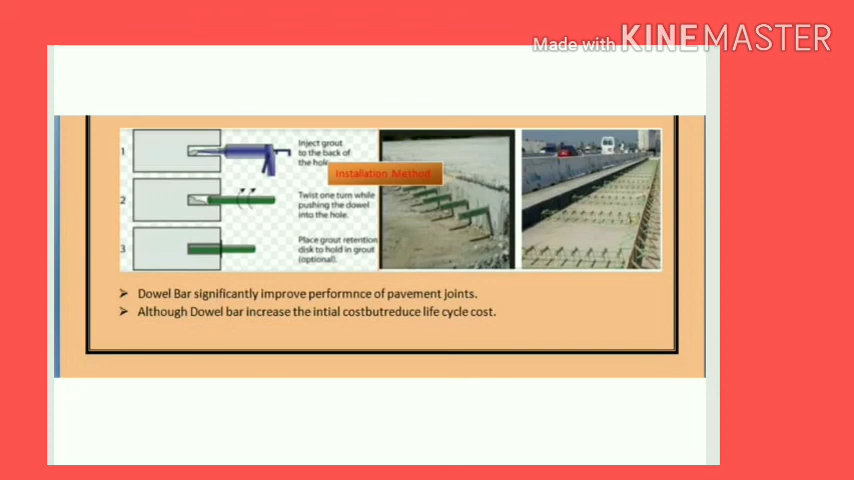 Made with KINEMASTER
1
Inject grout
to the back of
the hole.
Installation Method
2
Twist one turn while
pushing the dowel
into the hole.
3
Place grout retention
disk to hold in grout
(optional).
➢ Dowel Bar significantly improve performnce of pavement joints.
➢ Although Dowel bar increase the intial costbutreduce life cycle cost.